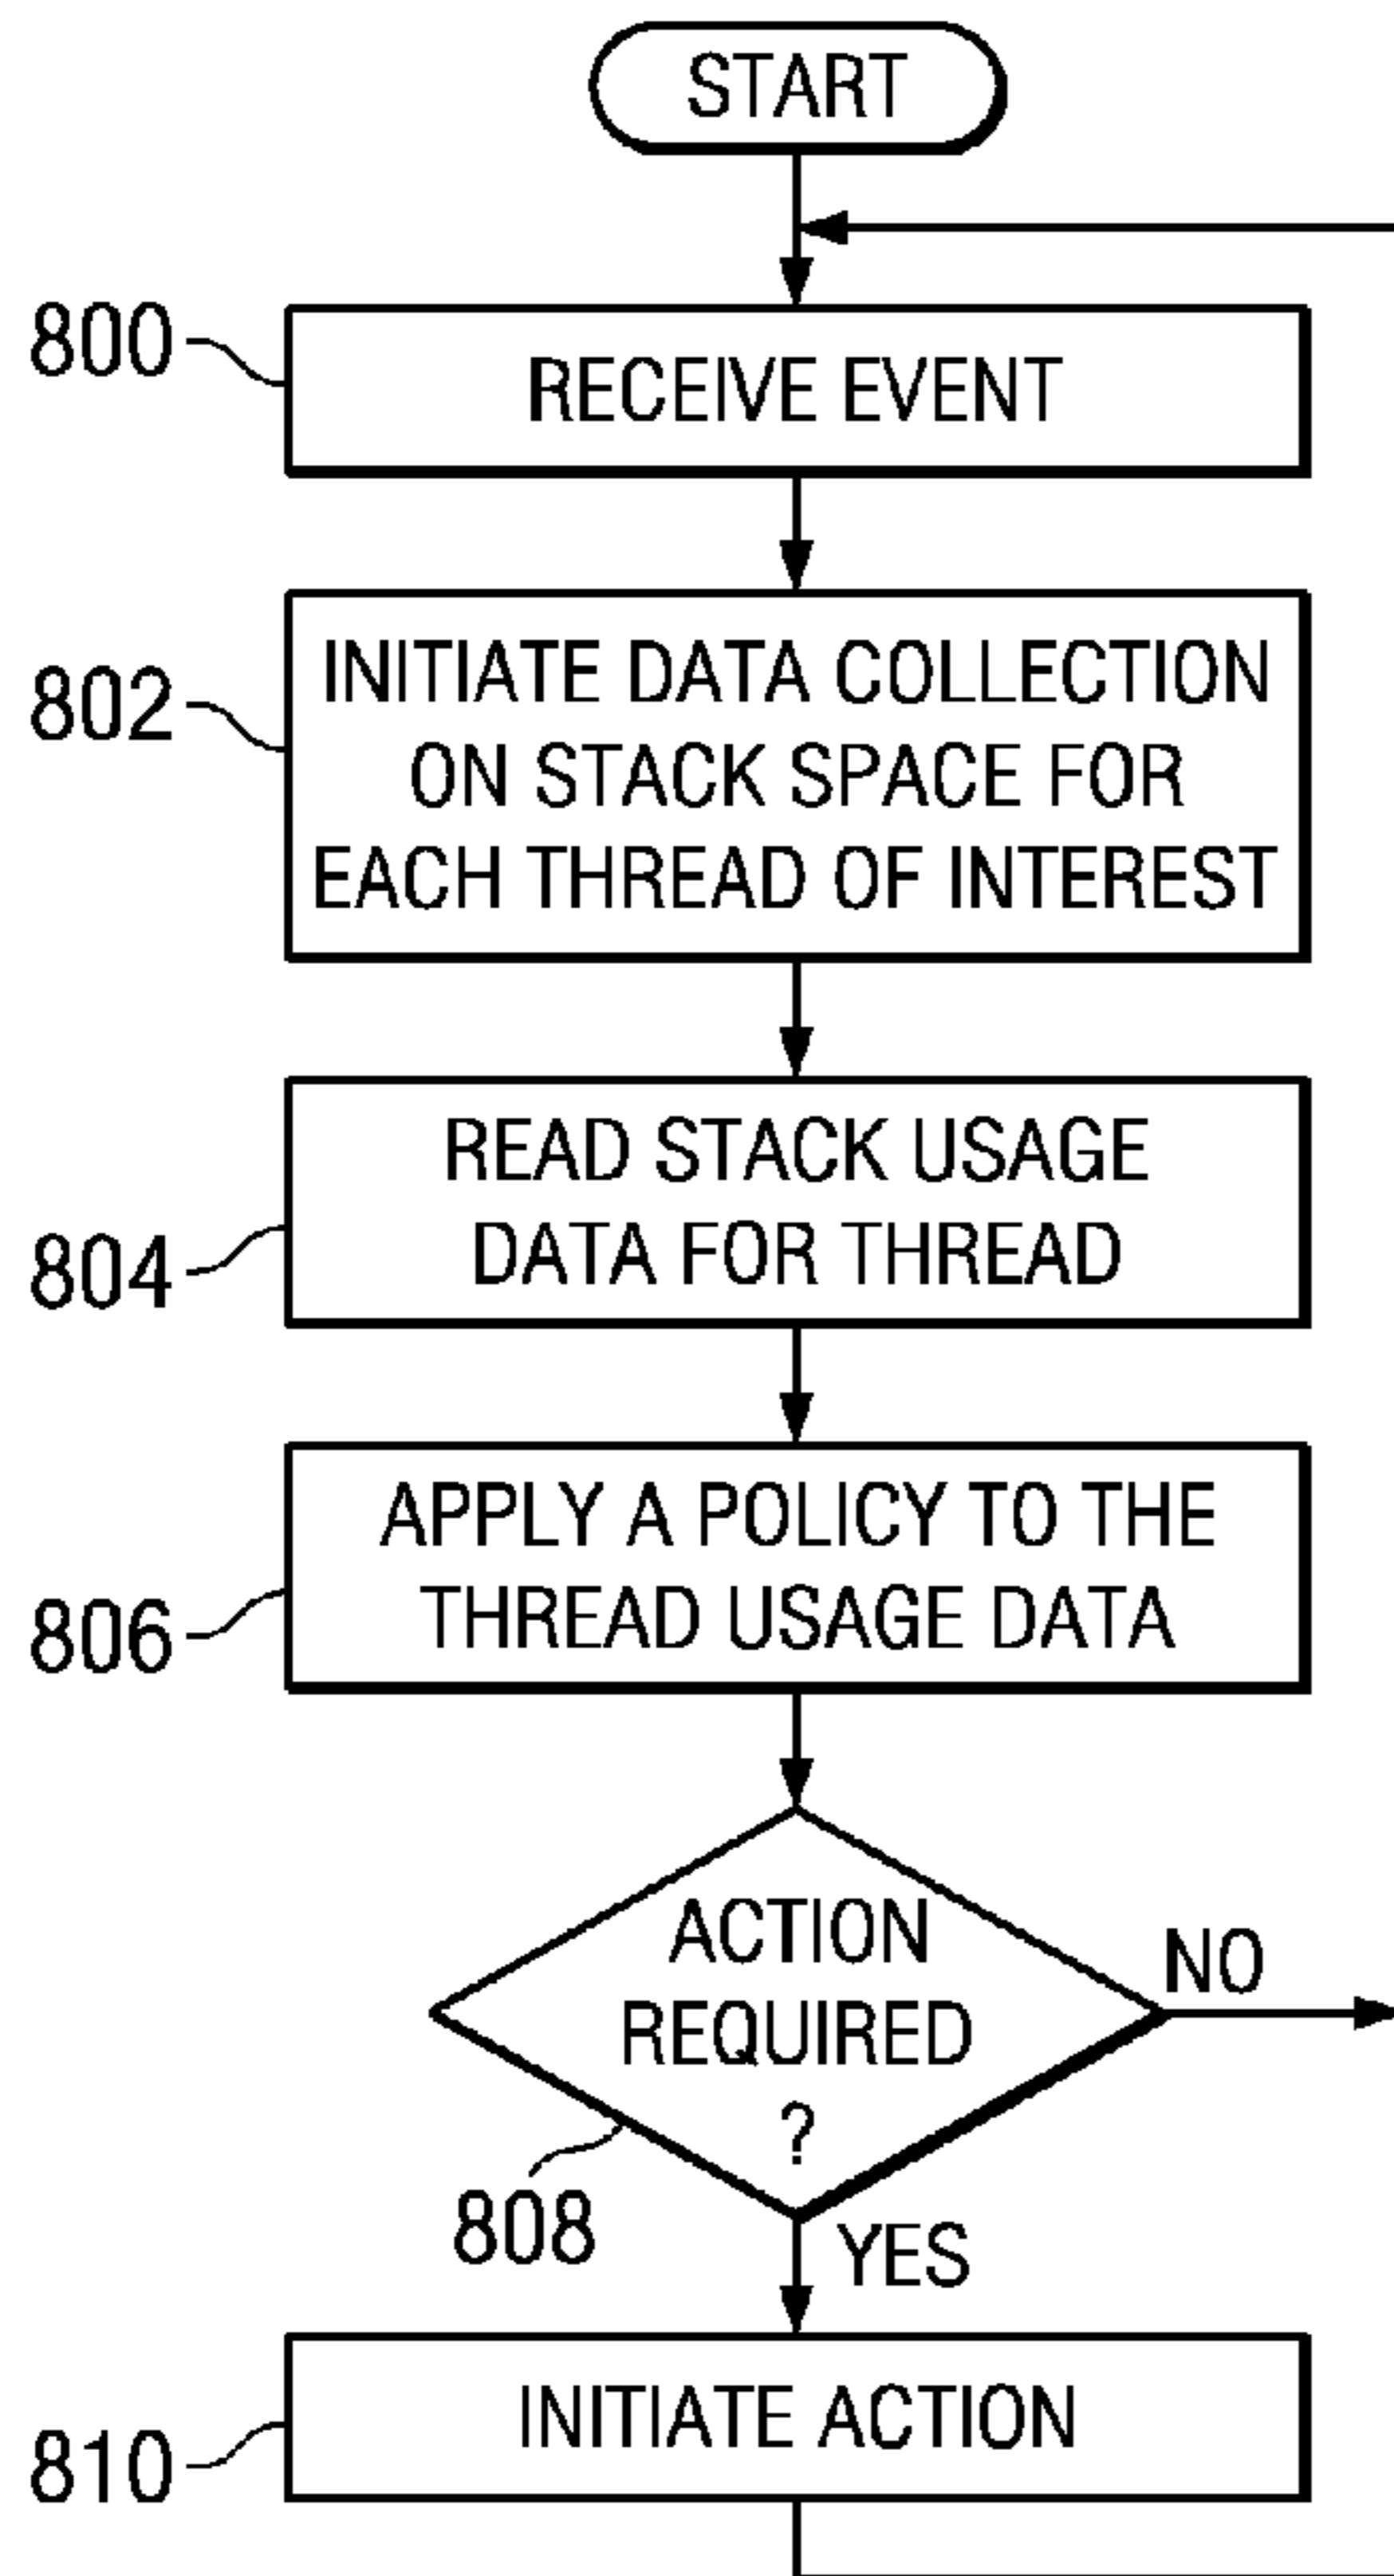 START
800
RECEIVE EVENT
802
INITIATE DATA COLLECTION
ON STACK SPACE FOR
EACH THREAD OF INTEREST
804
READ STACK USAGE
DATA FOR THREAD
806
APPLY A POLICY TO THE
THREAD USAGE DATA
ACTION
REQUIRED
?
NO
808
YES
810
INITIATE ACTION